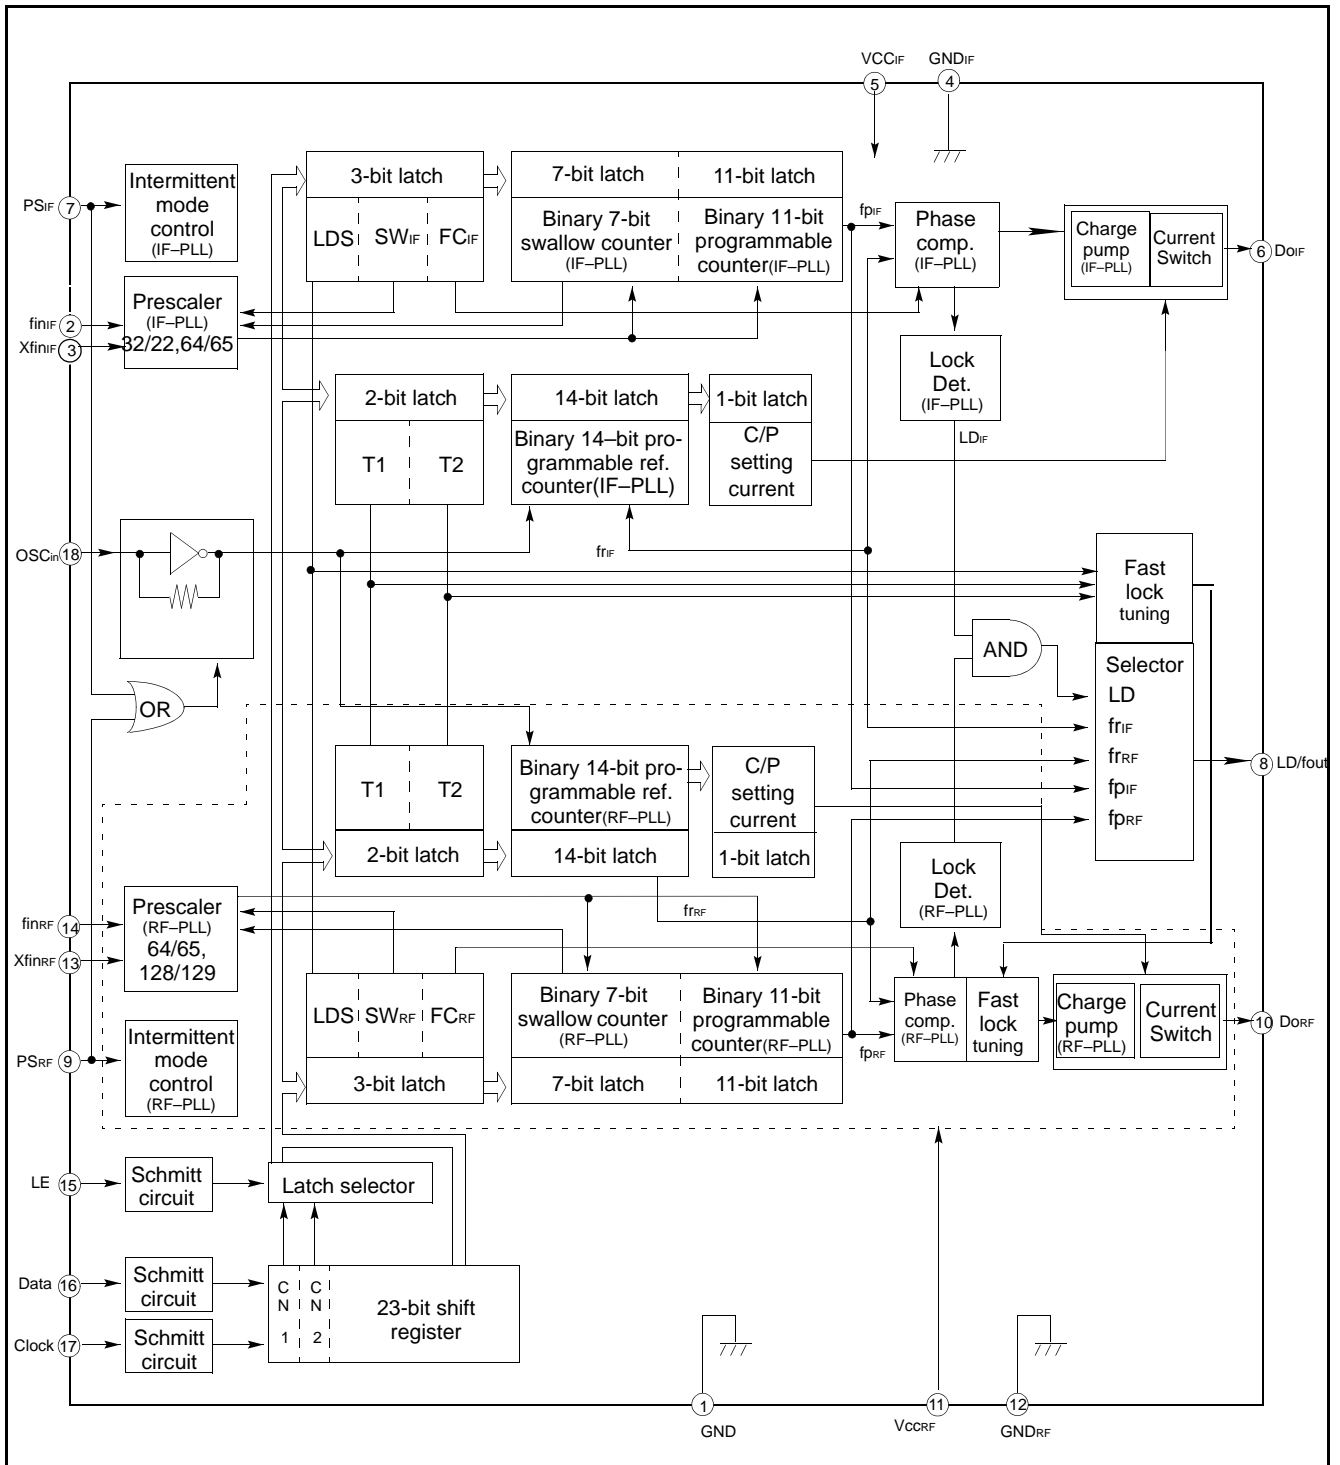 VCCIF
GNDIF
5
4
PSIF
7
Intermittent
mode
control
(IF–PLL)
3-bit latch
LDS
SWIF
FCIF
7-bit latch
11-bit latch
Binary 7-bit
swallow counter
(IF–PLL)
Binary 11-bit
programmable
counter(IF–PLL)
fpIF
Phase
comp.
(IF–PLL)
Charge
pump
(IF–PLL)
Current
Switch
6
DoIF
finIF
2
XfinIF
3
Prescaler
(IF–PLL)
32/22,64/65
Lock
Det.
(IF–PLL)
LDIF
2-bit latch
T1
T2
14-bit latch
Binary 14–bit pro-
grammable ref.
counter(IF–PLL)
1-bit latch
C/P
setting
current
OSCin
18
frIF
Fast
lock
tuning
AND
OR
Selector
LD
frIF
frRF
fpIF
fpRF
8
LD/fout
T1
T2
2-bit latch
Binary 14-bit pro-
grammable ref.
counter(RF–PLL)
14-bit latch
C/P
setting
current
1-bit latch
Lock
Det.
(RF–PLL)
finRF
14
XfinRF
13
Prescaler
(RF–PLL)
64/65,
128/129
frRF
LDS
SWRF
FCRF
3-bit latch
Binary 7-bit
swallow counter
(RF–PLL)
Binary 11-bit
programmable
counter(RF–PLL)
7-bit latch
11-bit latch
fpRF
Phase
comp.
(RF–PLL)
Fast
lock
tuning
Charge
pump
(RF–PLL)
Current
Switch
10
DoRF
PSRF
9
Intermittent
mode
control
(RF–PLL)
LE
15
Schmitt
circuit
Latch selector
Data
16
Schmitt
circuit
C
N
1
C
N
2
23-bit shift
register
Clock
17
Schmitt
circuit
1
GND
11
VccRF
12
GNDRF